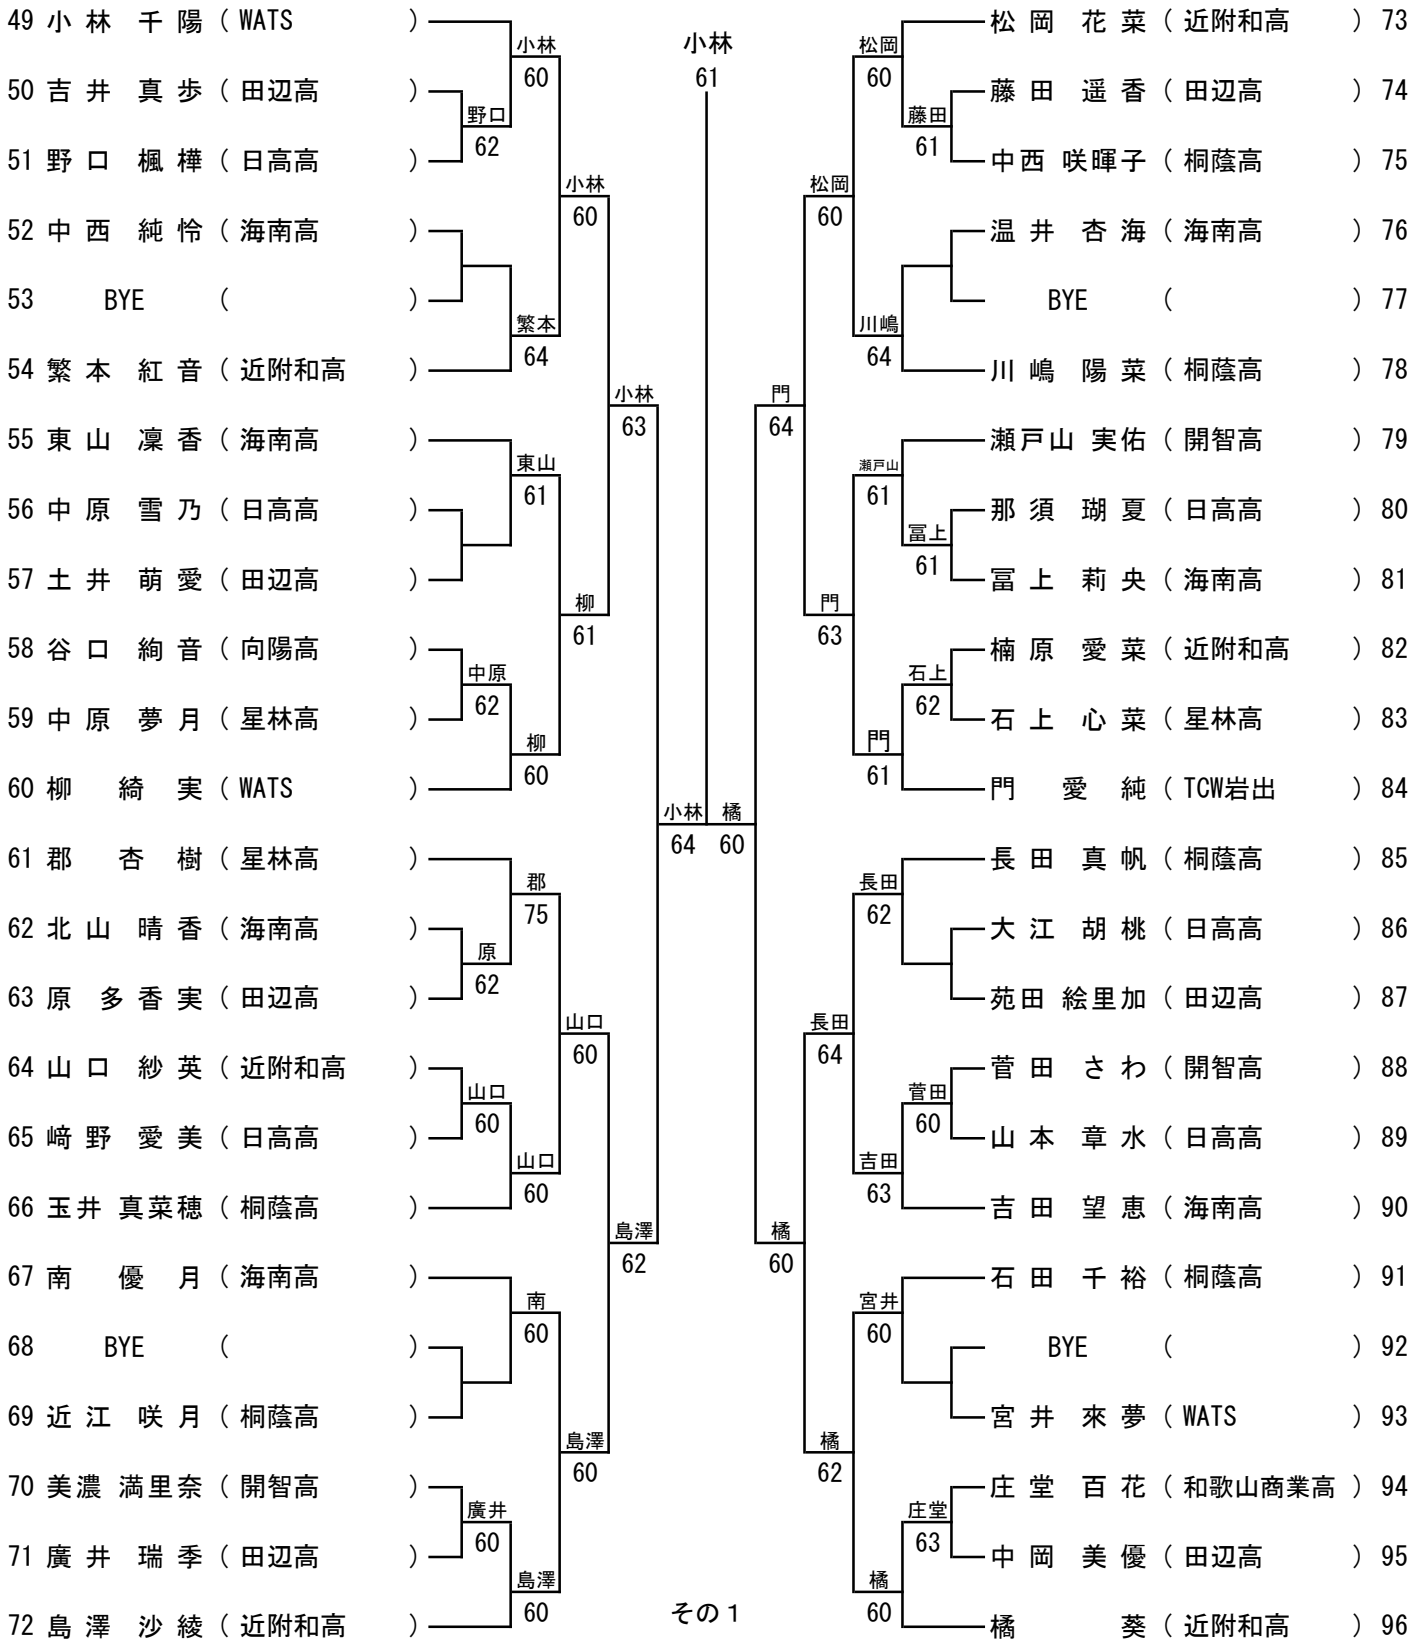 49 小林 千陽 ( WATS )
50 吉井 真歩 ( 田辺高 )
51 野口 楓樺 ( 日高高 )
52 中西 純怜 ( 海南高 )
53 BYE ( )
54 繁本 紅音 ( 近附和高 )
55 東山 凜香 ( 海南高 )
56 中原 雪乃 ( 日高高 )
57 土井 萌愛 ( 田辺高 )
58 谷口 絢音 ( 向陽高 )
59 中原 夢月 ( 星林高 )
60 柳 綺実 ( WATS )
61 郡 杏樹 ( 星林高 )
62 北山 晴香 ( 海南高 )
63 原 多香実 ( 田辺高 )
64 山口 紗英 ( 近附和高 )
65 﨑野 愛美 ( 日高高 )
66 玉井 真菜穂 ( 桐蔭高 )
67 南 優月 ( 海南高 )
68 BYE ( )
69 近江 咲月 ( 桐蔭高 )
70 美濃 満里奈 ( 開智高 )
71 廣井 瑞季 ( 田辺高 )
72 島澤 沙綾 ( 近附和高 )
野口
62
中原
62
原
62
山口
60
廣井
60
小林
60
繁本
64
東山
61
柳
60
郡
75
山口
60
南
60
島澤
60
小林
60
柳
61
山口
60
島澤
60
小林
63
島澤
62
小林
64
小林
61
橘
60
門
64
橘
60
松岡
60
門
63
長田
64
橘
62
松岡
60
川嶋
64
瀬戸山
61
門
61
長田
62
吉田
63
宮井
60
橘
60
藤田
61
冨上
61
石上
62
菅田
60
庄堂
63
松岡 花菜 ( 近附和高 ) 73
藤田 遥香 ( 田辺高 ) 74
中西 咲暉子 ( 桐蔭高 ) 75
温井 杏海 ( 海南高 ) 76
BYE ( ) 77
川嶋 陽菜 ( 桐蔭高 ) 78
瀬戸山 実佑 ( 開智高 ) 79
那須 瑚夏 ( 日高高 ) 80
冨上 莉央 ( 海南高 ) 81
楠原 愛菜 ( 近附和高 ) 82
石上 心菜 ( 星林高 ) 83
門 愛純 ( TCW岩出 ) 84
長田 真帆 ( 桐蔭高 ) 85
大江 胡桃 ( 日高高 ) 86
苑田 絵里加 ( 田辺高 ) 87
菅田 さわ ( 開智高 ) 88
山本 章水 ( 日高高 ) 89
吉田 望恵 ( 海南高 ) 90
石田 千裕 ( 桐蔭高 ) 91
BYE ( ) 92
宮井 來夢 ( WATS ) 93
庄堂 百花 ( 和歌山商業高 ) 94
中岡 美優 ( 田辺高 ) 95
橘 葵 ( 近附和高 ) 96
その1